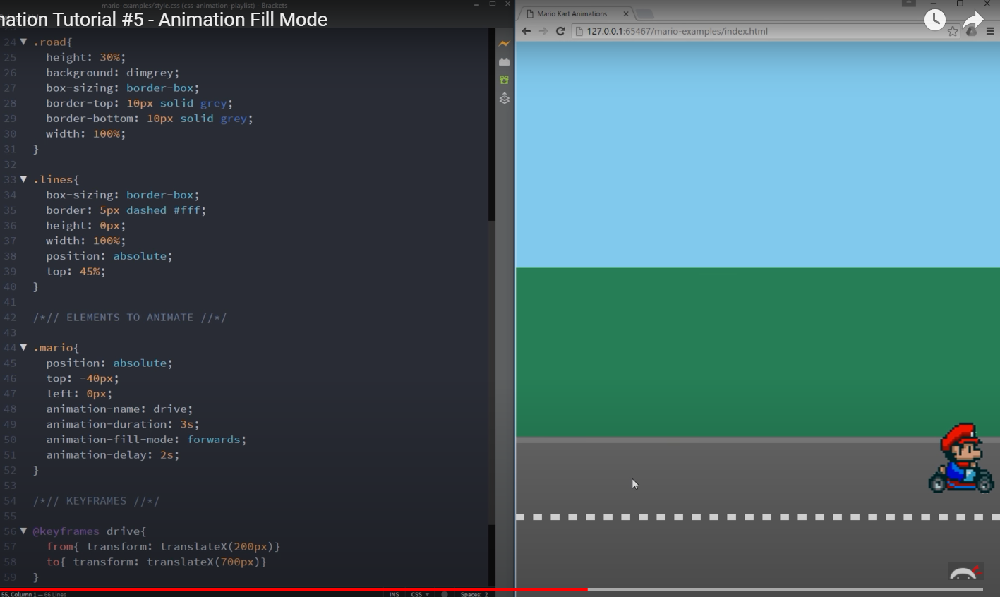 mario-examples/style.css (css-animation-playlist) - Brackets
nation Tutorial #5 - Animation Fill Mode
24 ▼ .road{
25 height: 30%;
26 background: dimgrey;
27 box-sizing: border-box;
28 border-top: 10px solid grey;
29 border-bottom: 10px solid grey;
30 width: 100%;
31 }
32
33 ▼ .lines{
34 box-sizing: border-box;
35 border: 5px dashed #fff;
36 height: 0px;
37 width: 100%;
38 position: absolute;
39 top: 45%;
40 }
41
42 /*// ELEMENTS TO ANIMATE //*/
43
44 ▼ .mario{
45 position: absolute;
46 top: -40px;
47 left: 0px;
48 animation-name: drive;
49 animation-duration: 3s;
50 animation-fill-mode: forwards;
51 animation-delay: 2s;
52 }
53
54 /*// KEYFRAMES //*/
55
56 ▼ @keyframes drive{
57 from{ transform: translateX(200px)}
58 to{ transform: translateX(700px)}
59 }
55, Column 1 — 66 Lines
INS CSS ▼ Spaces: 2
Mario Kart Animations
127.0.0.1:65467/mario-examples/index.html